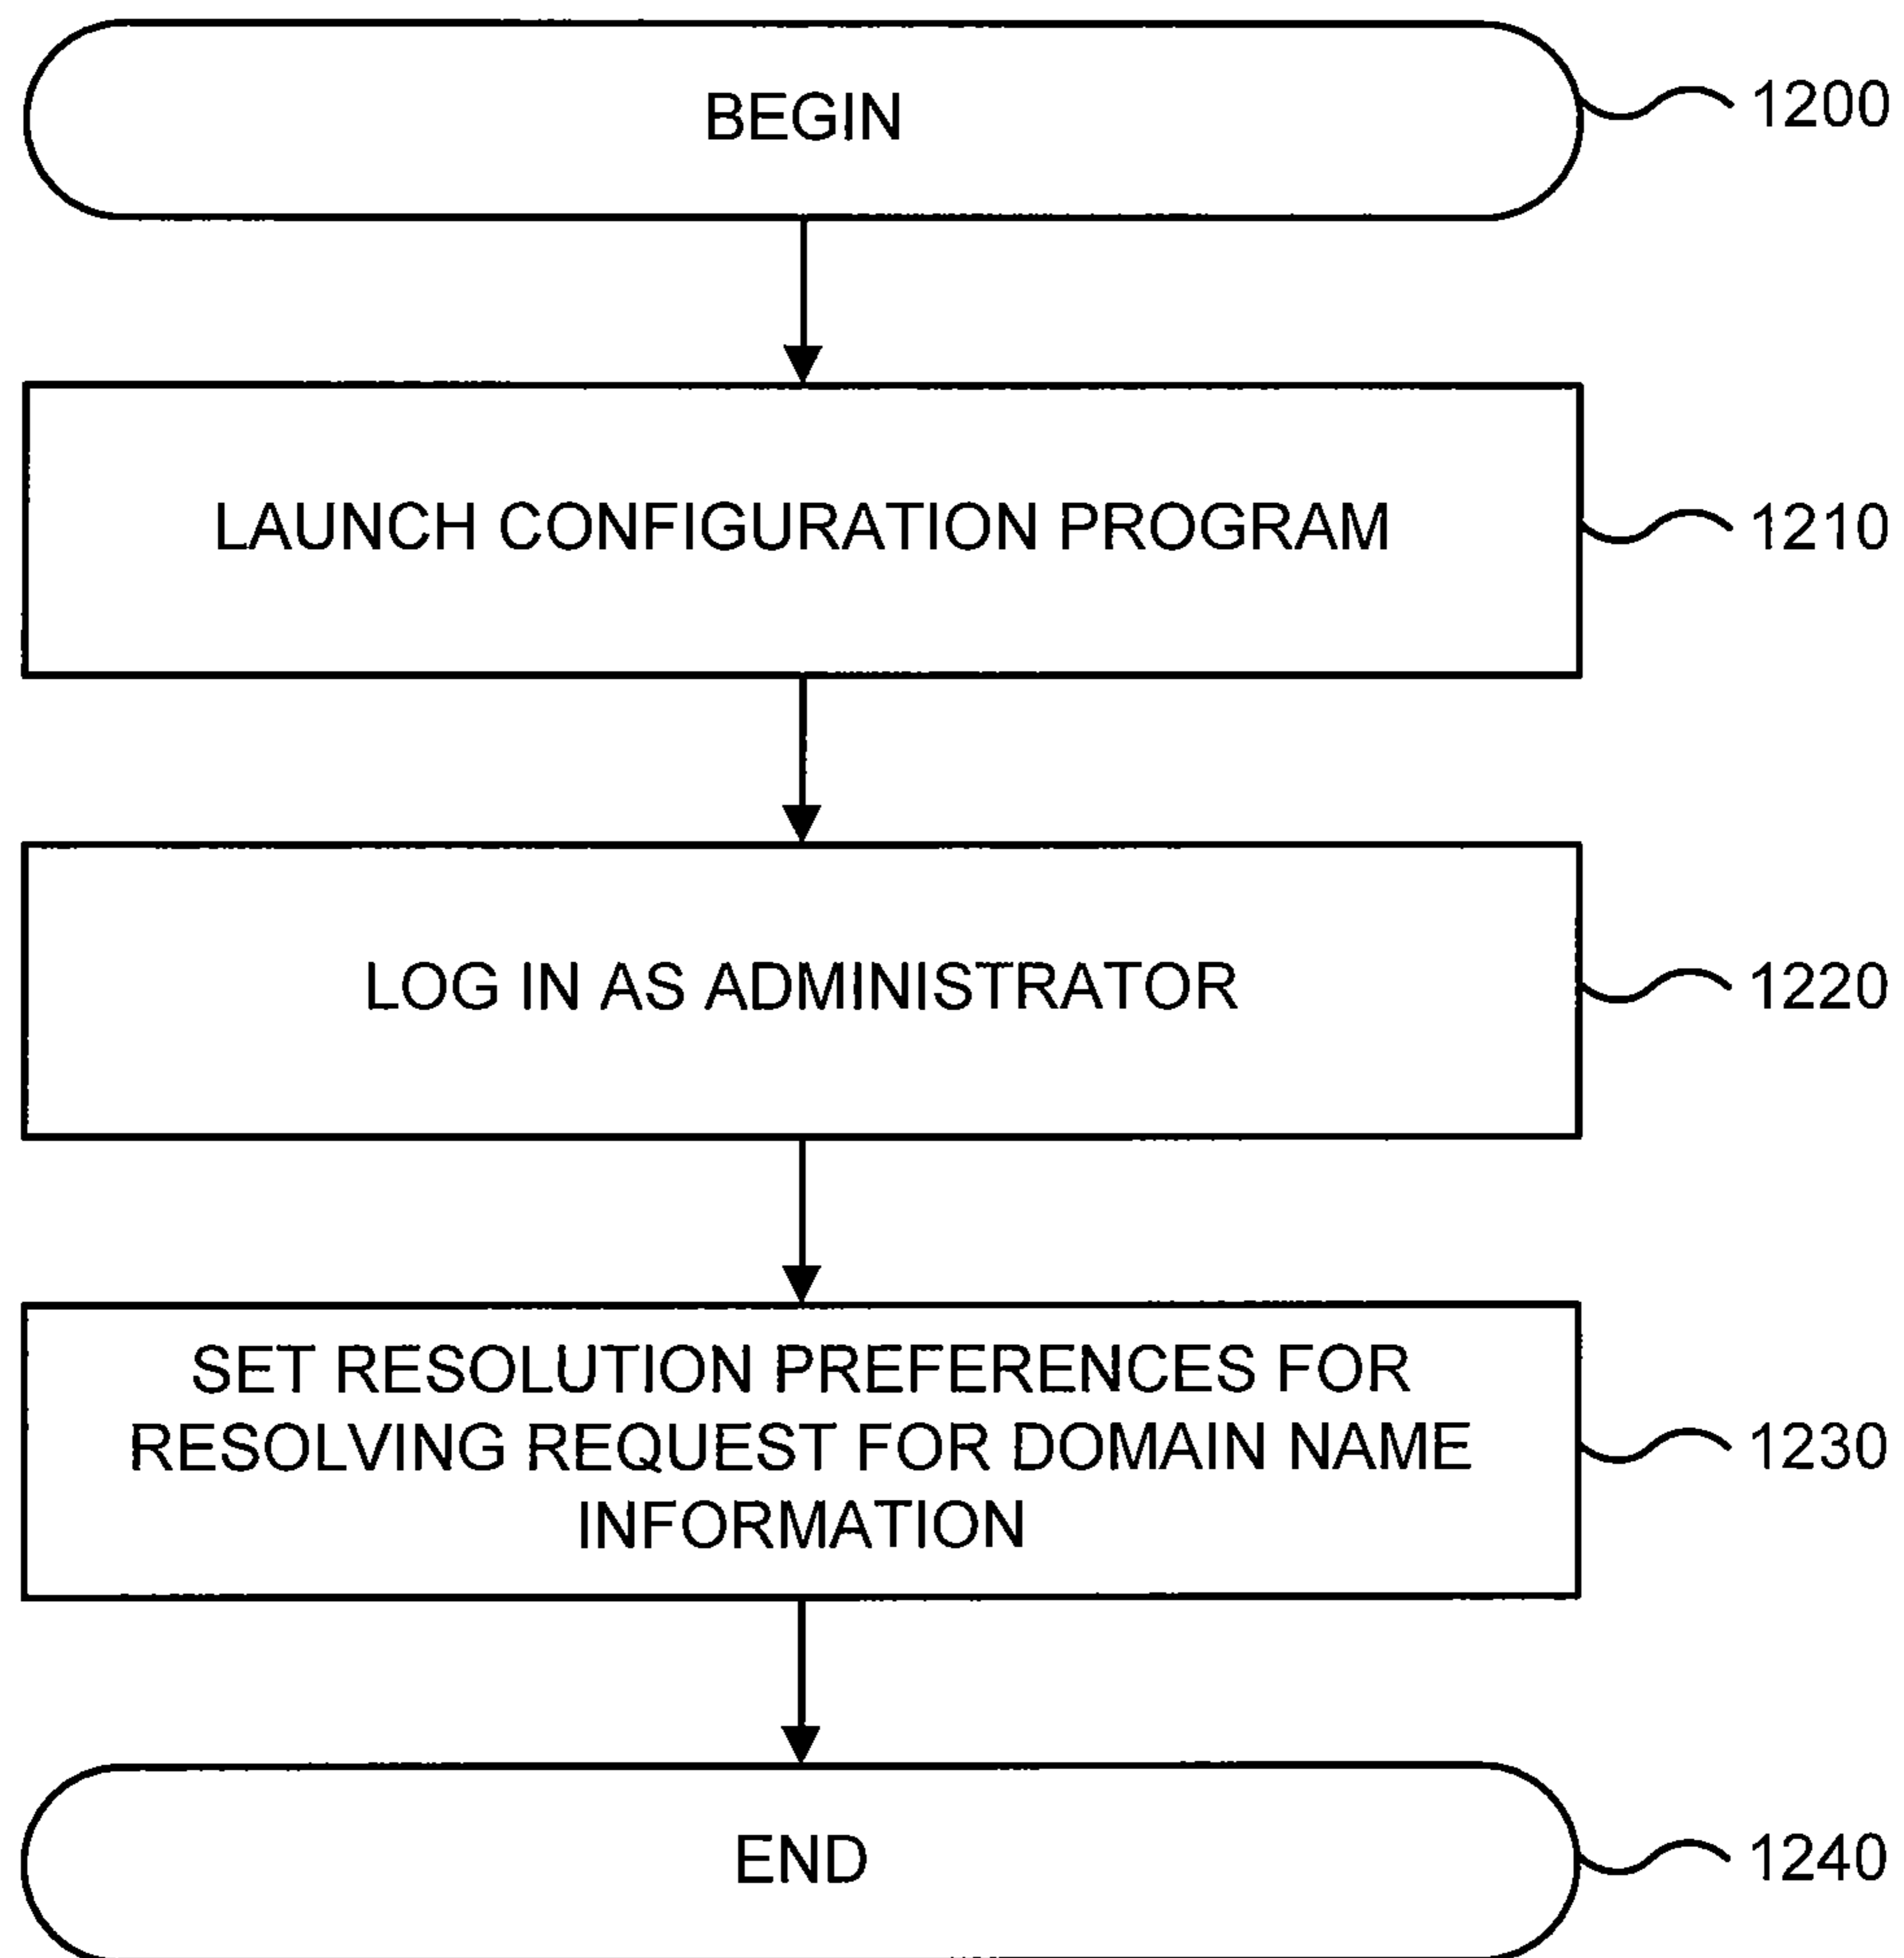 BEGIN
1200
LAUNCH CONFIGURATION PROGRAM
1210
LOG IN AS ADMINISTRATOR
1220
SET RESOLUTION PREFERENCES FOR
RESOLVING REQUEST FOR DOMAIN NAME
INFORMATION
1230
END
1240